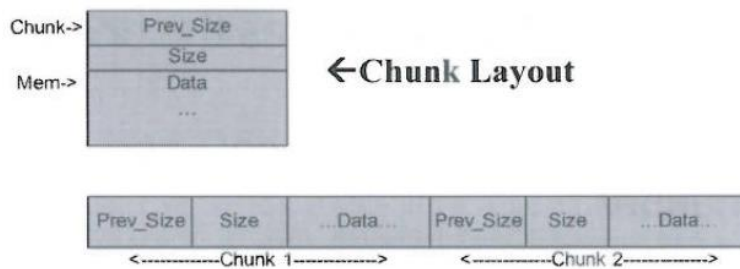 Chunk-> Prev_Size
Size
Mem-> Data
...
←Chunk Layout
Prev_Size Size ...Data... Prev_Size Size ...Data...
<-----------Chunk 1-----------> <-----------Chunk 2----------->